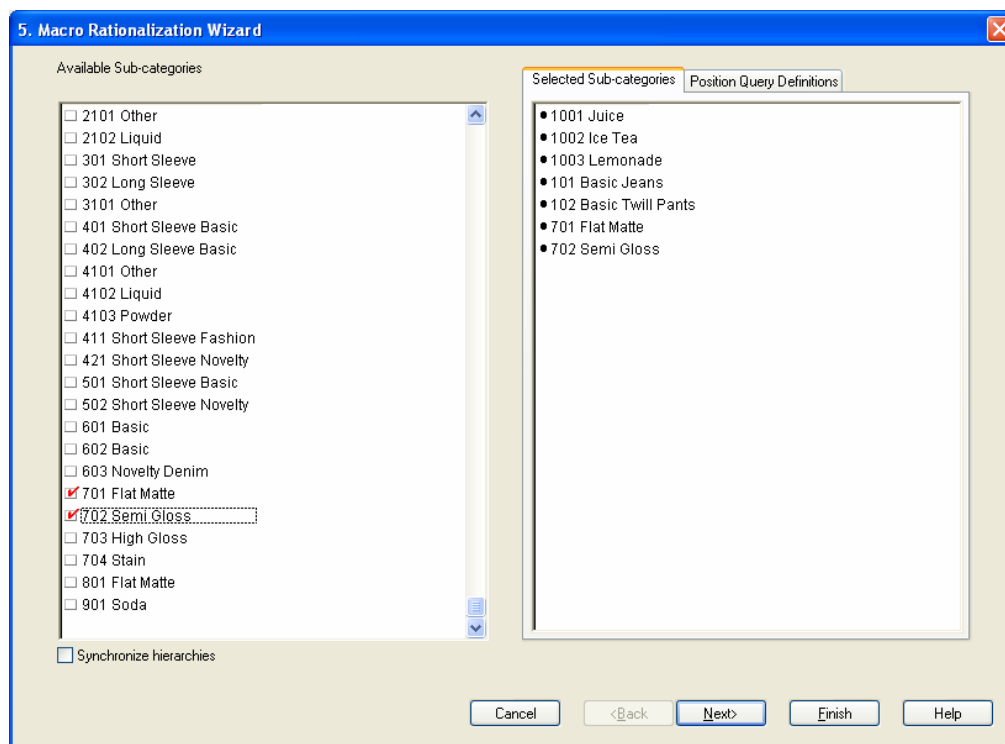 5. Macro Rationalization Wizard
Available Sub-categories
2101 Other
2102 Liquid
301 Short Sleeve
302 Long Sleeve
3101 Other
401 Short Sleeve Basic
402 Long Sleeve Basic
4101 Other
4102 Liquid
4103 Powder
411 Short Sleeve Fashion
421 Short Sleeve Novelty
501 Short Sleeve Basic
502 Short Sleeve Novelty
601 Basic
602 Basic
603 Novelty Denim
701 Flat Matte
702 Semi Gloss
703 High Gloss
704 Stain
801 Flat Matte
901 Soda
Synchronize hierarchies
Selected Sub-categories Position Query Definitions
1001 Juice
1002 Ice Tea
1003 Lemonade
101 Basic Jeans
102 Basic Twill Pants
701 Flat Matte
702 Semi Gloss
Cancel <Back Next> Finish Help